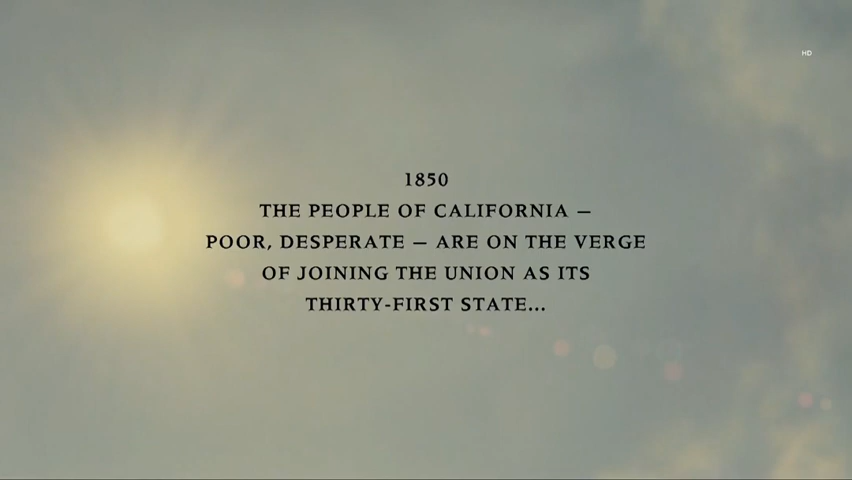 HD
1850
THE PEOPLE OF CALIFORNIA –
POOR, DESPERATE – ARE ON THE VERGE
OF JOINING THE UNION AS ITS
THIRTY-FIRST STATE...